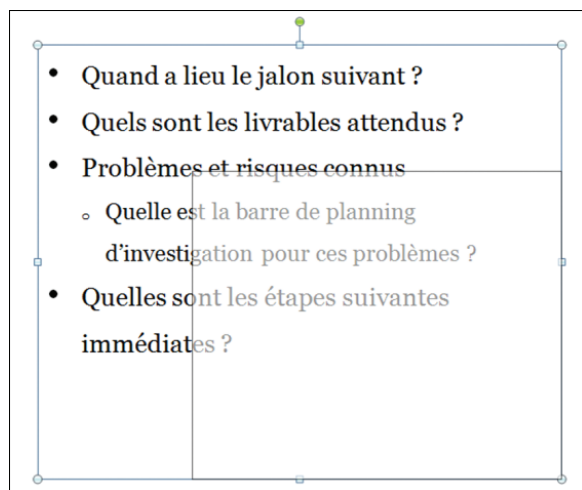 • Quand a lieu le jalon suivant ?
• Quels sont les livrables attendus ?
• Problèmes et risques connus
o Quelle est la barre de planning
d’investigation pour ces problèmes ?
• Quelles sont les étapes suivantes
immédiates ?